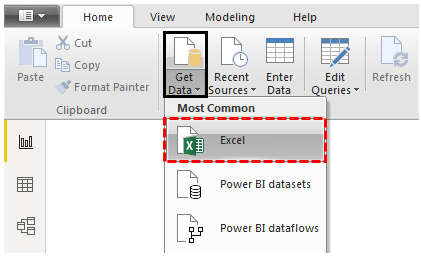 Home View Modeling Help
Paste
Cut
Copy
Format Painter
Clipboard
Get Data
Recent Sources
Enter Data
Edit Queries
Refresh
Most Common
Excel
Power BI datasets
Power BI dataflows